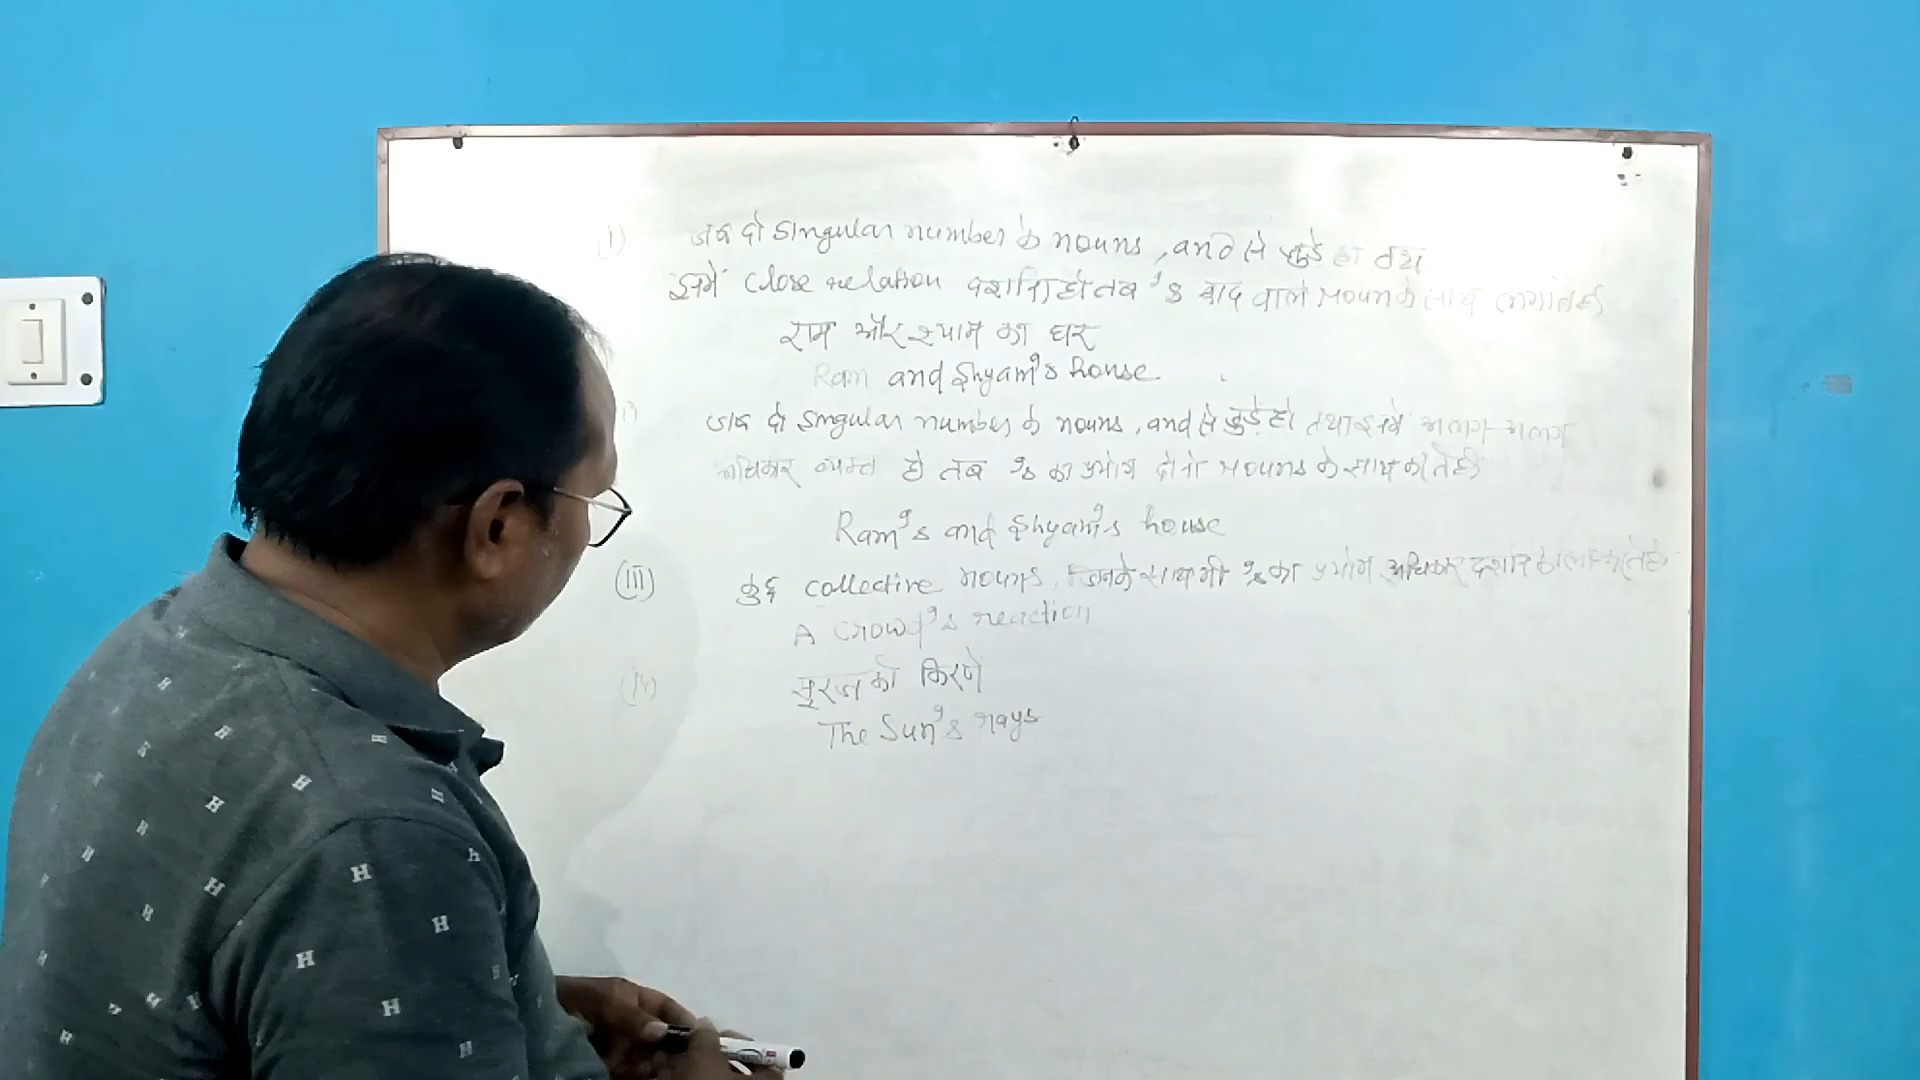 (i) जब दो singular number के nouns, and से जुड़े हो तथा
इनमें close relation दर्शाना हो तब 's बाद वाले noun के साथ लगाते हैं
राम और श्याम का घर
Ram and Shyam's house
जब दो singular number के nouns, and से जुड़े हो तथा इनमें अलग-अलग
अधिकार व्यक्त हो तब 's का प्रयोग दोनों nouns के साथ करते हैं
Ram's and Shyam's house
(III) कुछ collective nouns, जिनके साथ भी 's का प्रयोग अधिकार दर्शाने के लिए करते हैं
A crowd's reaction
(IV) सूरज की किरणे
The Sun's rays
H